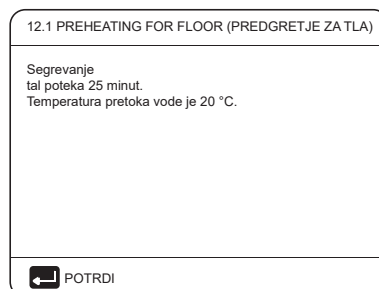 12.1 PREHEATING FOR FLOOR (PREDGRETJE ZA TLA)
Segrevanje
tal poteka 25 minut.
Temperatura pretoka vode je 20 °C.
POTRDI